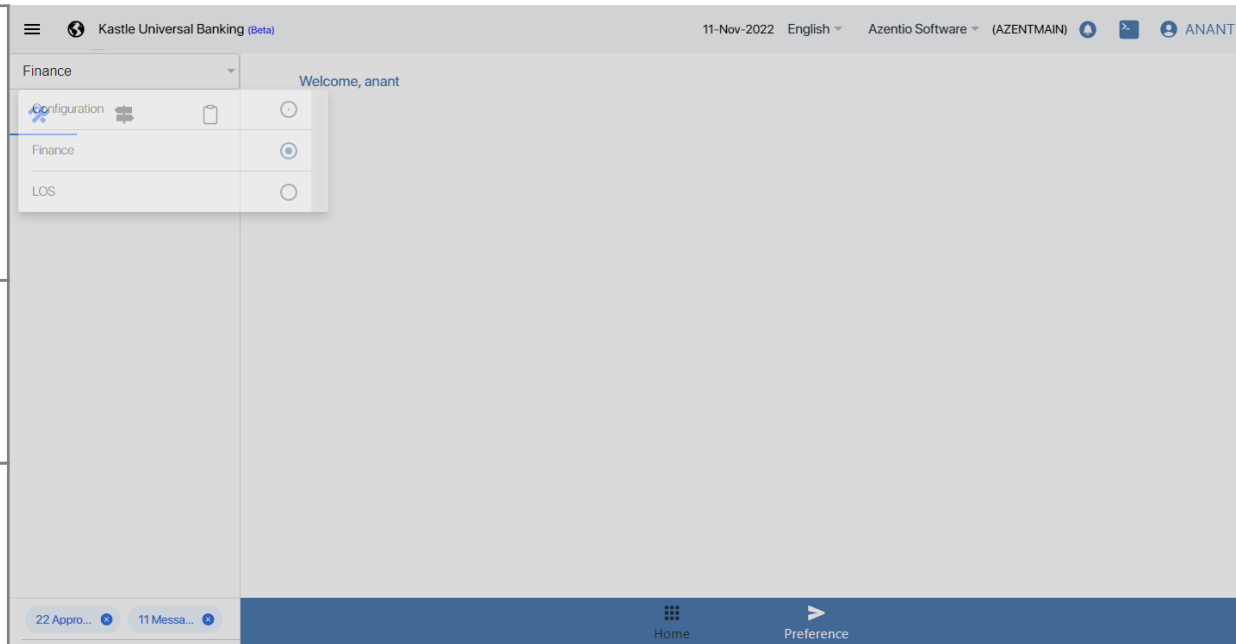 Kastle Universal Banking (Beta) 11-Nov-2022 English Azentio Software (AZENTMAIN) ANANT
Finance
Welcome, anant
Configuration
Finance
LOS
22 Appro... 11 Messa...
Home Preference